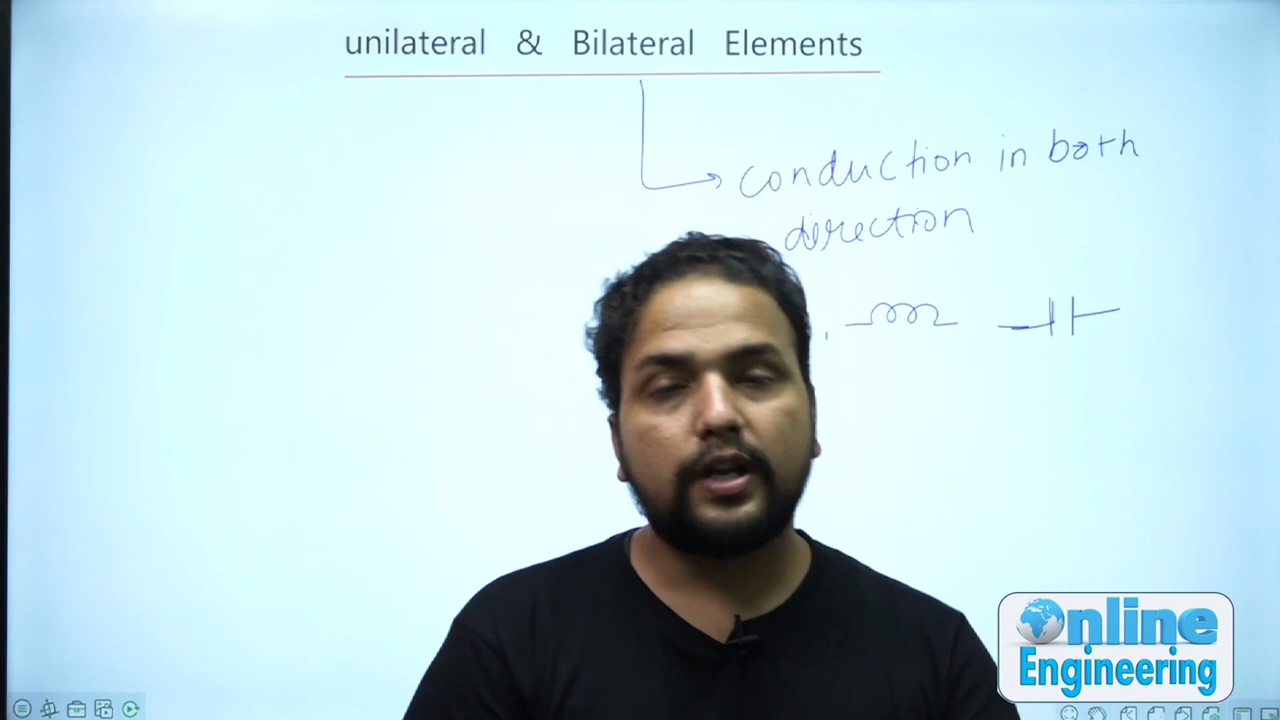 unilateral & Bilateral Elements
conduction in both
direction
Online
Engineering